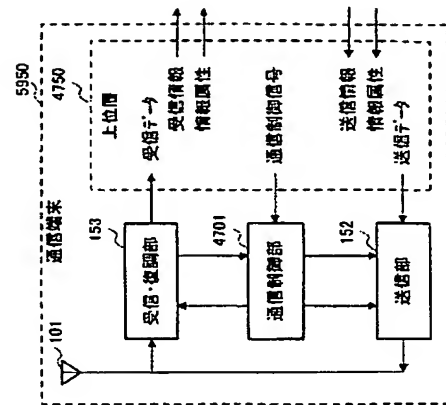 通信端末
5950
4750
上位層
101
153
受信・復調部
受信データ
受信情報
情報属性
4701
通信制御部
通信制御信号
152
送信部
送信情報
情報属性
送信データ